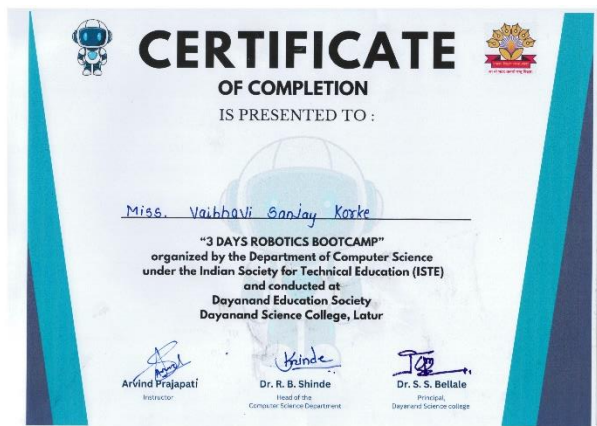 CERTIFICATE
OF COMPLETION
IS PRESENTED TO :
Miss. Vaibhavi Sanjay Korke
“3 DAYS ROBOTICS BOOTCAMP”
organized by the Department of Computer Science
under the Indian Society for Technical Education (ISTE)
and conducted at
Dayanand Education Society
Dayanand Science College, Latur
Arvind Prajapati
Instructor
Dr. R. B. Shinde
Head of the
Computer Science Department
Dr. S. S. Bellale
Principal,
Dayanand Science college